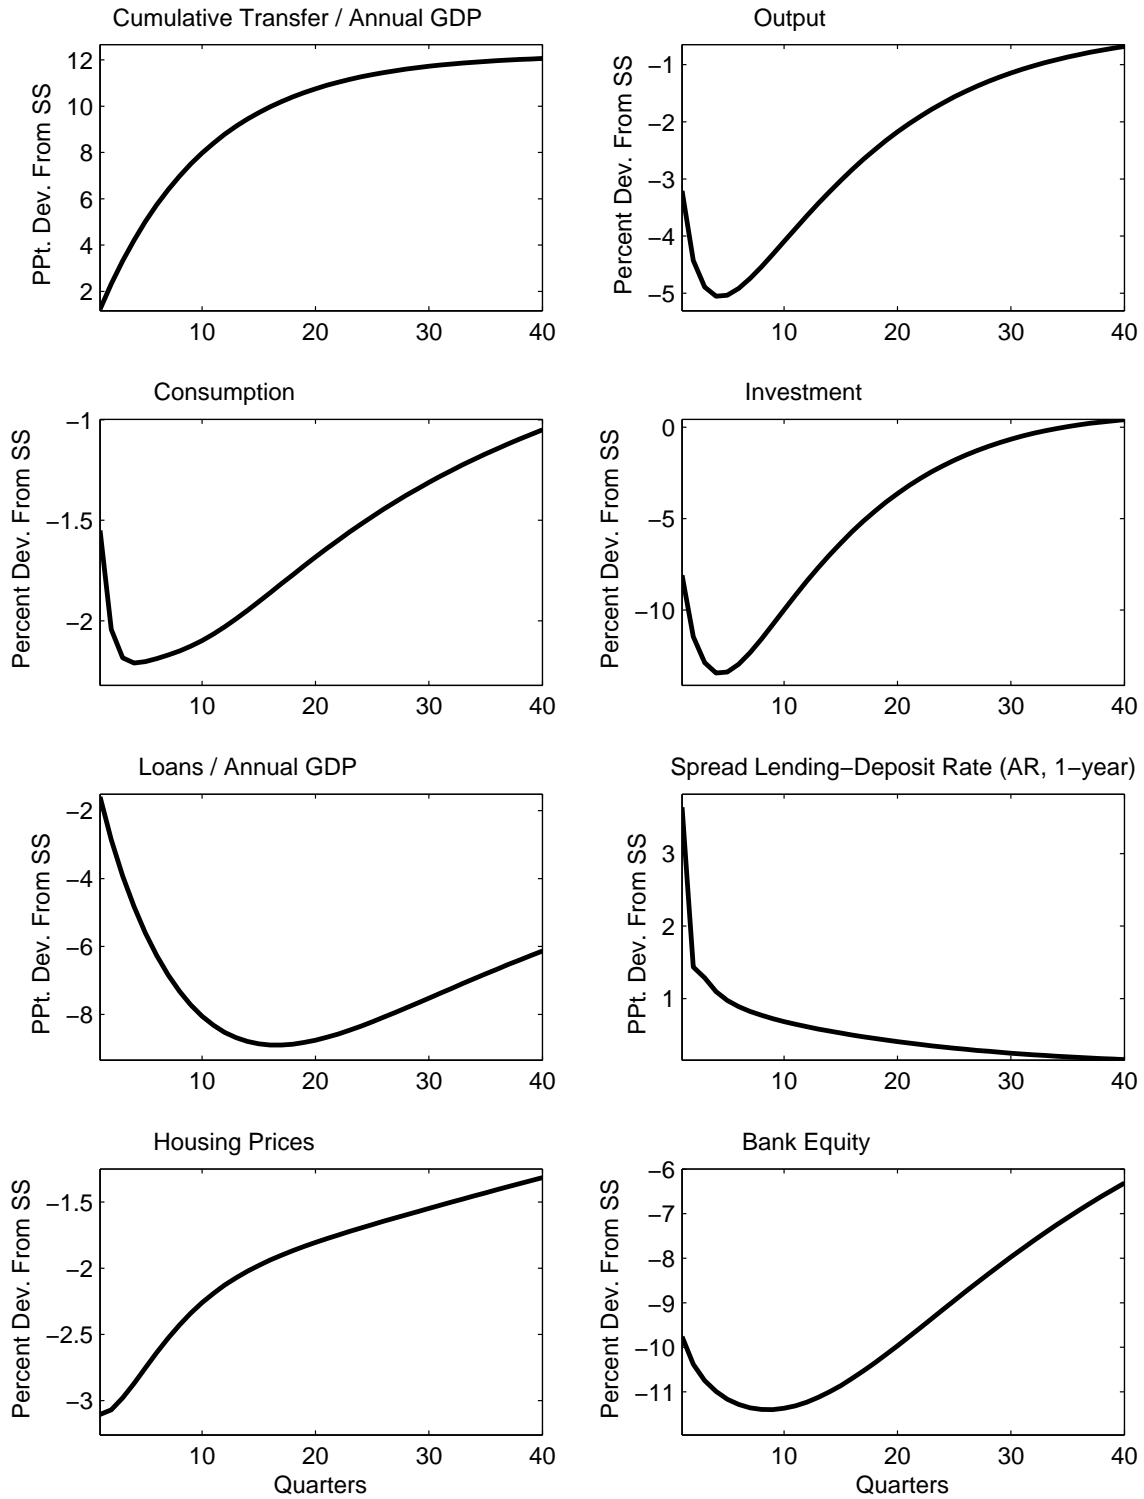 Cumulative Transfer / Annual GDP
PPt. Dev. From SS
12
10
8
6
4
2
10 20 30 40
Output
Percent Dev. From SS
−1
−2
−3
−4
−5
10 20 30 40
Consumption
Percent Dev. From SS
−1
−1.5
−2
10 20 30 40
Investment
Percent Dev. From SS
0
−5
−10
10 20 30 40
Loans / Annual GDP
PPt. Dev. From SS
−2
−4
−6
−8
10 20 30 40
Spread Lending−Deposit Rate (AR, 1−year)
PPt. Dev. From SS
3
2
1
10 20 30 40
Housing Prices
Percent Dev. From SS
−1.5
−2
−2.5
−3
10 20 30 40
Quarters
Bank Equity
Percent Dev. From SS
−6
−7
−8
−9
−10
−11
10 20 30 40
Quarters